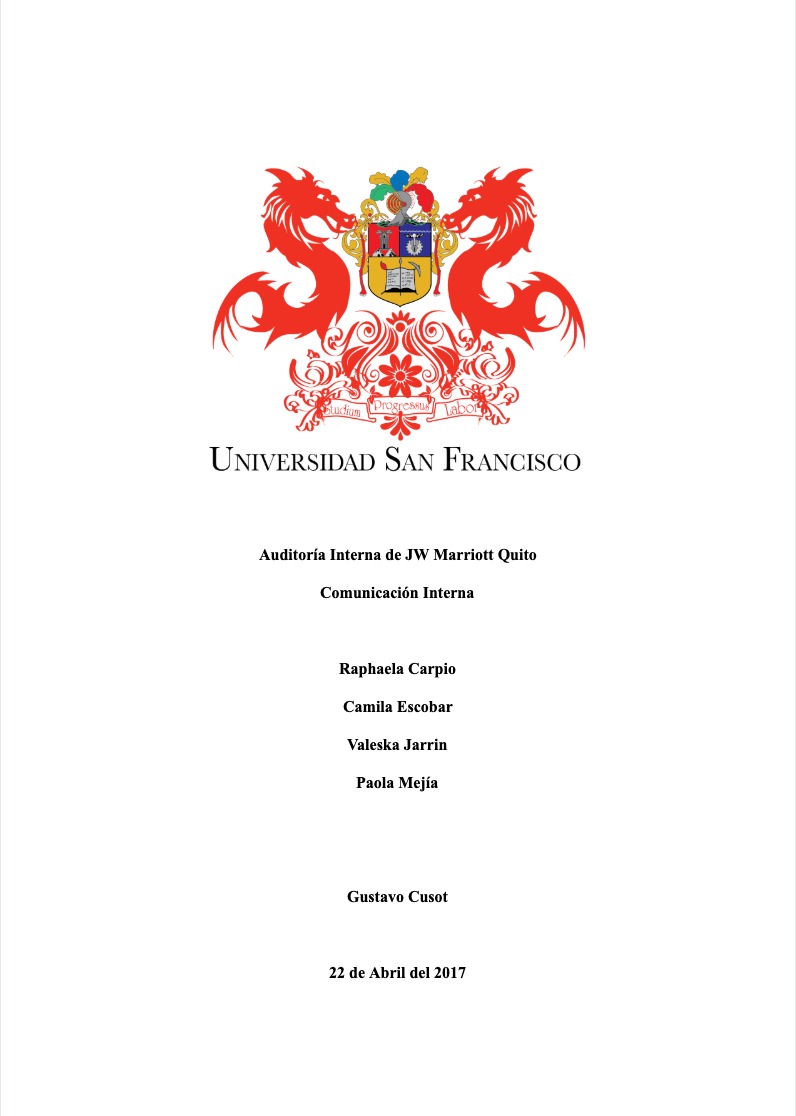 Studium Progressus Labor
UNIVERSIDAD SAN FRANCISCO
Auditoría Interna de JW Marriott Quito
Comunicación Interna
Raphaela Carpio
Camila Escobar
Valeska Jarrin
Paola Mejía
Gustavo Cusot
22 de Abril del 2017